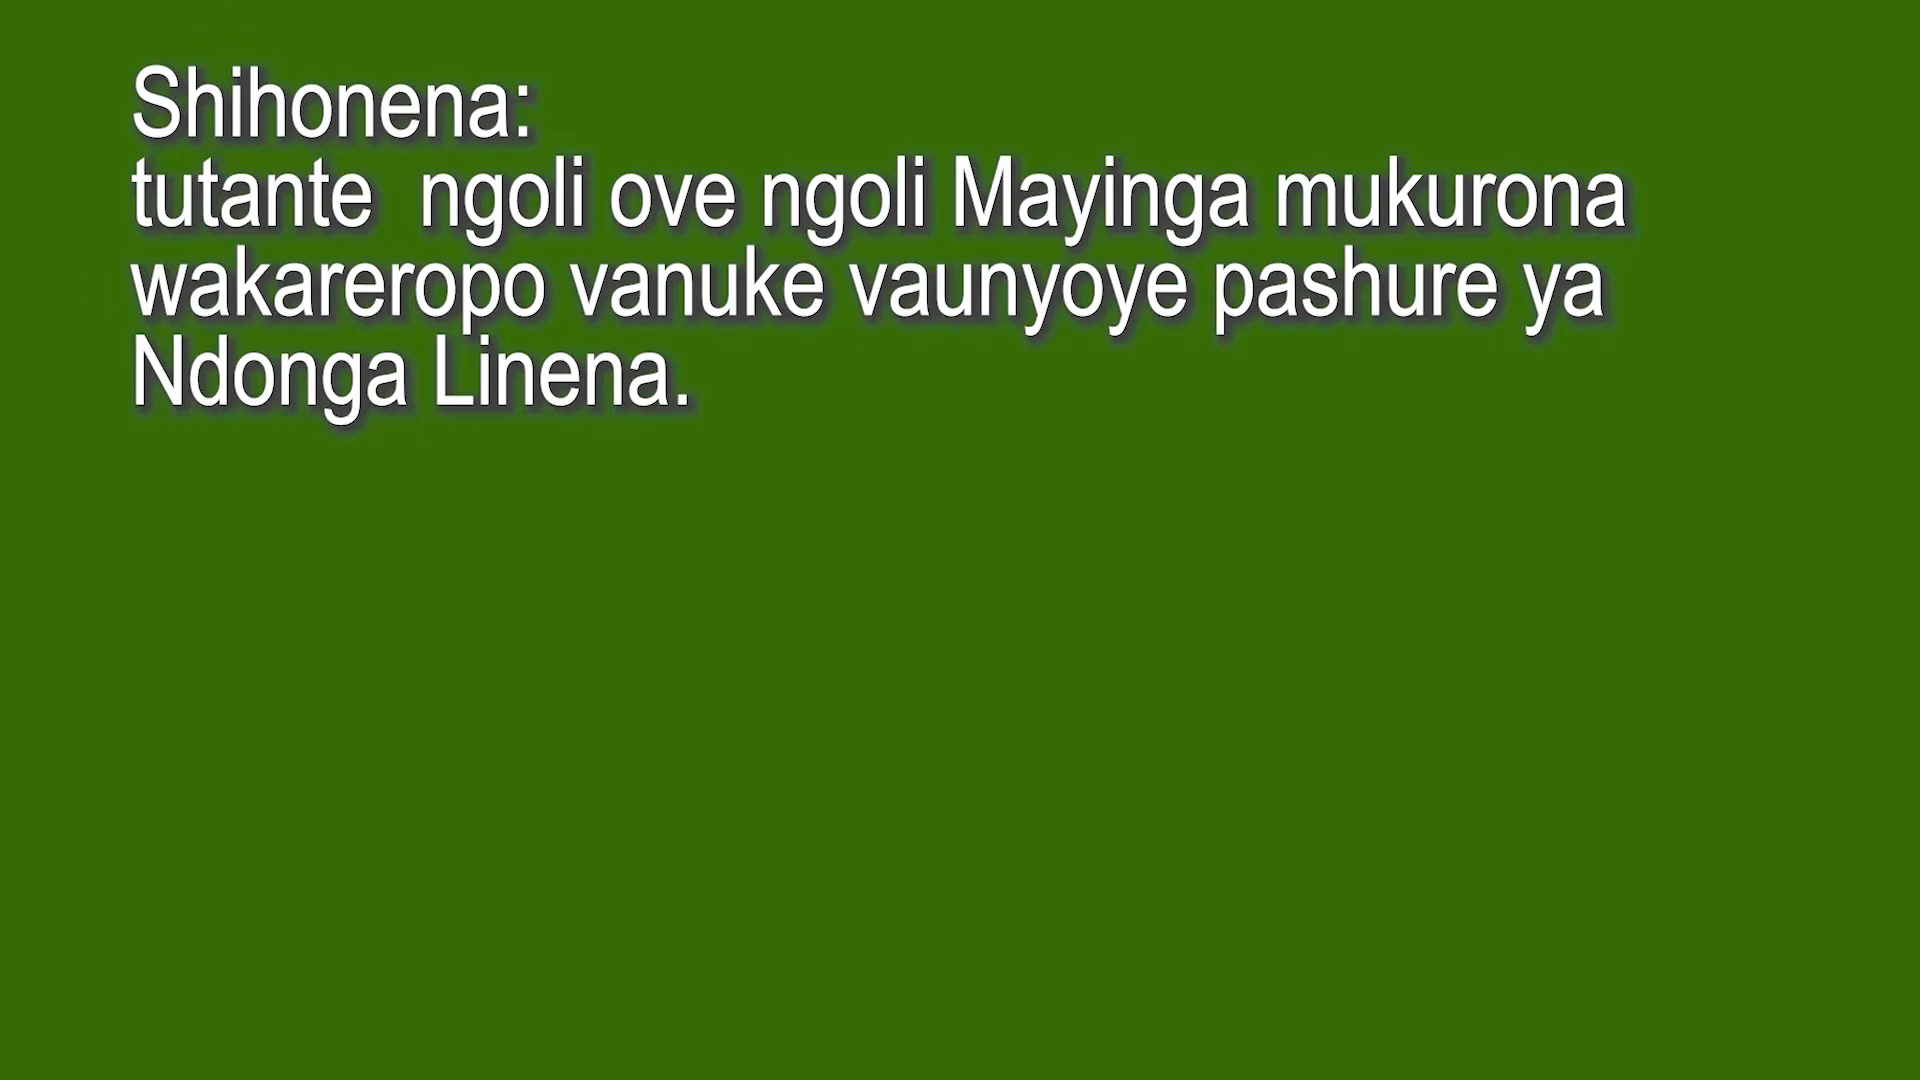 Shihonena:
tutante  ngoli ove ngoli Mayinga mukurona
wakareropo vanuke vaunyoye pashure ya
Ndonga Linena.